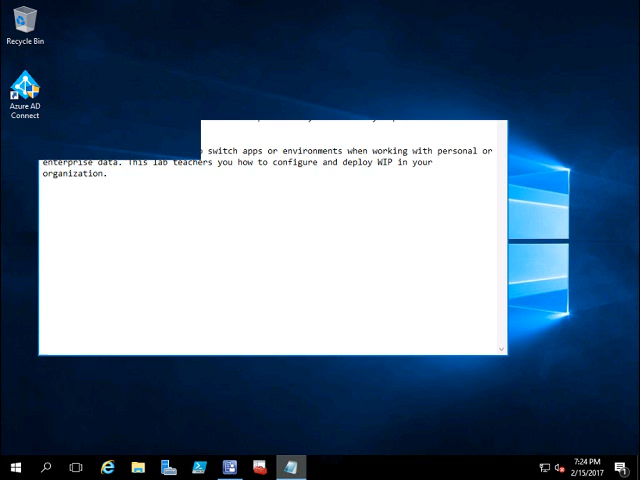 Recycle Bin
Azure AD
Connect
switch apps or environments when working with personal or
enterprise data. This lab teachers you how to configure and deploy WIP in your
organization.
7:24 PM
2/15/2017
1